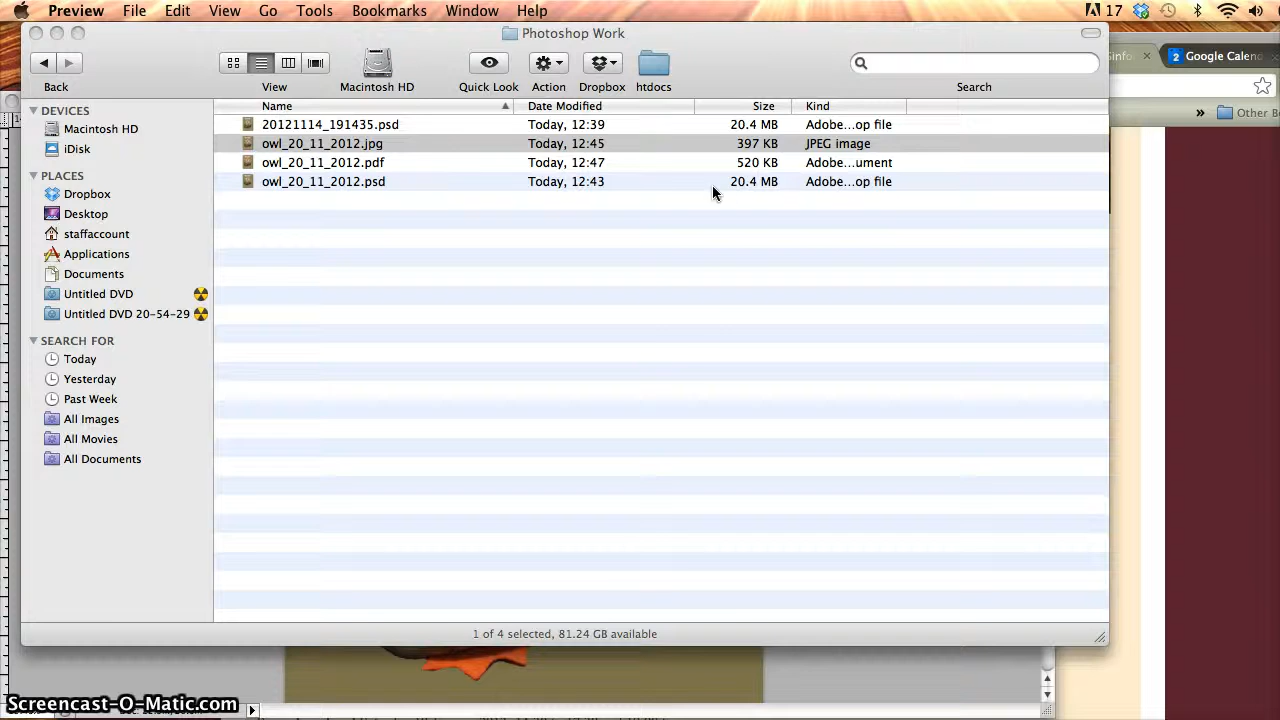 Preview File Edit View Go Tools Bookmarks Window Help 17
Photoshop Work
Back View Macintosh HD Quick Look Action Dropbox htdocs Search
Google Calen
Other Bo
DEVICES
Macintosh HD
iDisk
PLACES
Dropbox
Desktop
staffaccount
Applications
Documents
Untitled DVD
Untitled DVD 20-54-29
SEARCH FOR
Today
Yesterday
Past Week
All Images
All Movies
All Documents
Name Date Modified Size Kind
20121114_191435.psd Today, 12:39 20.4 MB Adobe...op file
owl_20_11_2012.jpg Today, 12:45 397 KB JPEG image
owl_20_11_2012.pdf Today, 12:47 520 KB Adobe...ument
owl_20_11_2012.psd Today, 12:43 20.4 MB Adobe...op file
1 of 4 selected, 81.24 GB available
Screencast-O-Matic.com